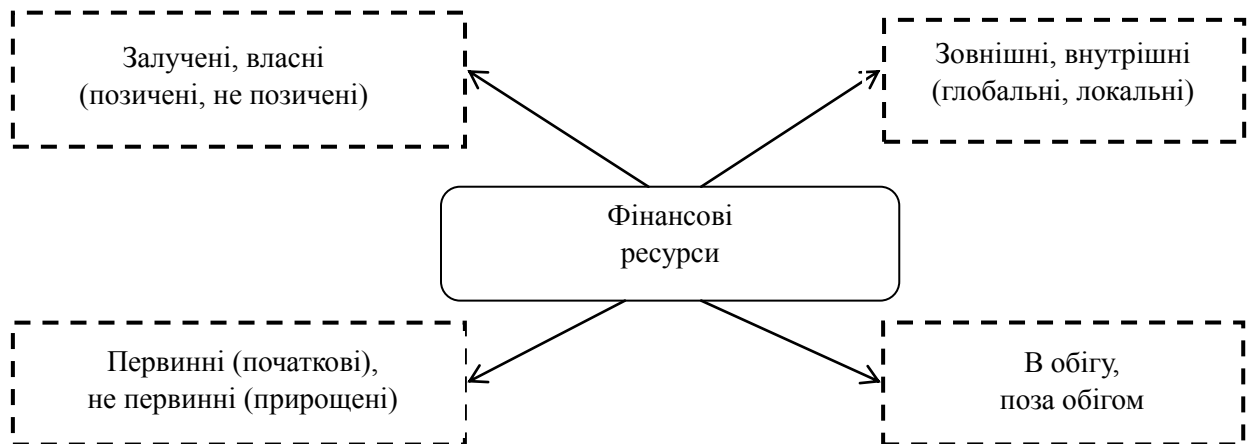 Залучені, власні
(позичені, не позичені)
Зовнішні, внутрішні
(глобальні, локальні)
Фінансові
ресурси
Первинні (початкові),
не первинні (прирощені)
В обігу,
поза обігом